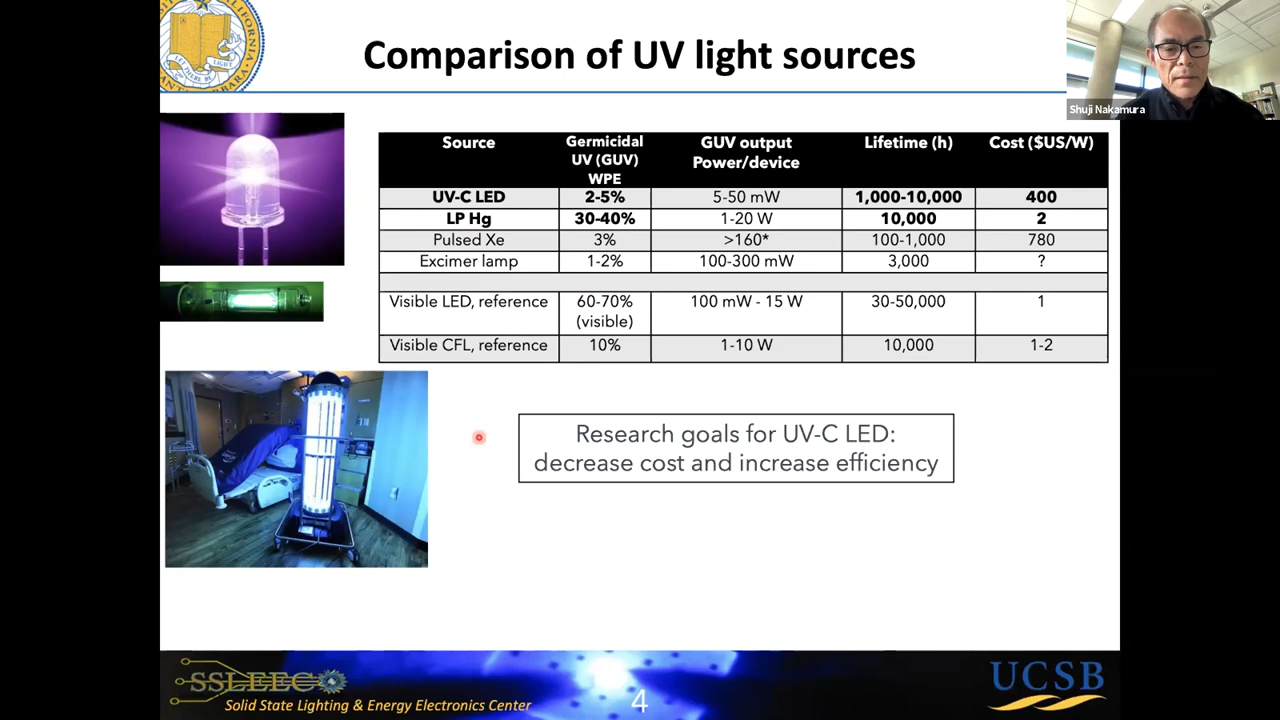 Comparison of UV light sources
Shuji Nakamura
Source Germicidal UV (GUV) WPE GUV output Power/device Lifetime (h) Cost ($US/W)
UV-C LED 2-5% 5-50 mW 1,000-10,000 400
LP Hg 30-40% 1-20 W 10,000 2
Pulsed Xe 3% >160* 100-1,000 780
Excimer lamp 1-2% 100-300 mW 3,000 ?
Visible LED, reference 60-70% (visible) 100 mW - 15 W 30-50,000 1
Visible CFL, reference 10% 1-10 W 10,000 1-2
Research goals for UV-C LED:
decrease cost and increase efficiency
SSLEEC
Solid State Lighting & Energy Electronics Center
4
UCSB